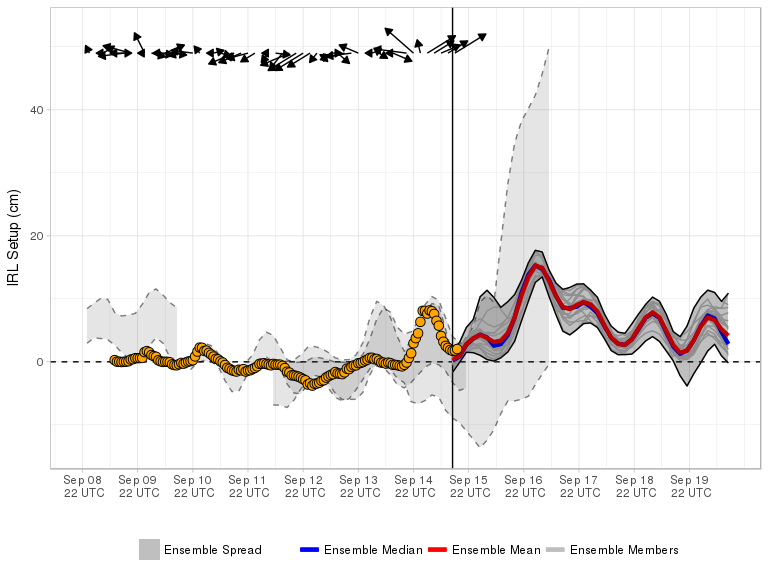 IRL Setup (cm)
40
20
0
Sep 08 Sep 09 Sep 10 Sep 11 Sep 12 Sep 13 Sep 14 Sep 15 Sep 16 Sep 17 Sep 18 Sep 19
22 UTC 22 UTC 22 UTC 22 UTC 22 UTC 22 UTC 22 UTC 22 UTC 22 UTC 22 UTC 22 UTC 22 UTC
Ensemble Spread Ensemble Median Ensemble Mean Ensemble Members